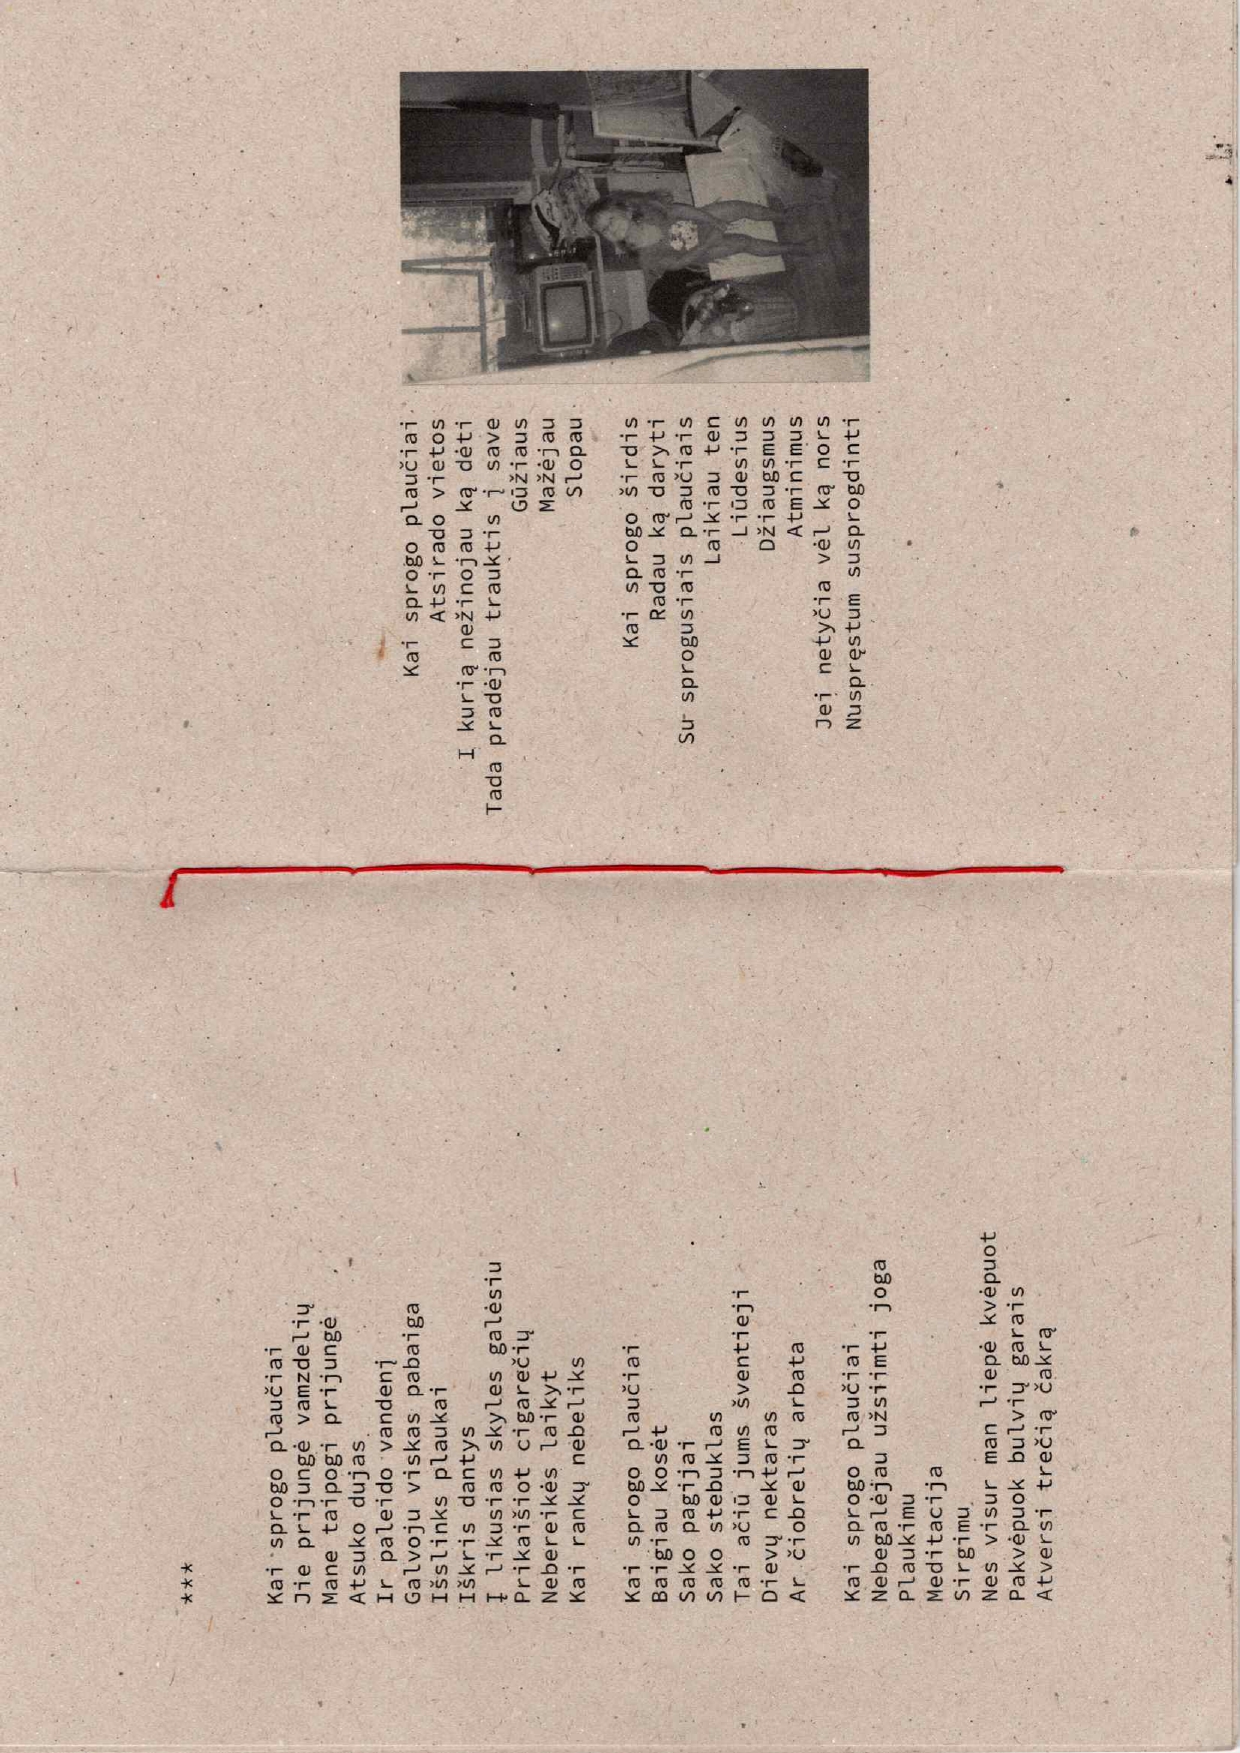 ***
Kai sprogo plaučiai
Jie prijungė vamzdelių
Mane taipogi prijungė
Atsuko dujas
Ir paleido vandenį
Galvoju viskas pabaiga
Išslinks plaukai
Iškris dantys
Į likusias skyles galėsiu
Prikaišiot cigarečių
Nebereikės laikyt
Kai rankų nebeliks
Kai sprogo plaučiai
Baigiau kosėt
Sako pagijai
Sako stebuklas
Tai ačiū jums šventieji
Dievų nektaras
Ar čiobrelių arbata
Kai sprogo plaučiai
Nebegalėjau užsiimti joga
Plaukimu
Meditacija
Sirgimu
Nes visur man liepė kvėpuot
Pakvėpuok bulvių garais
Atversi trečią čakrą
Kai sprogo plaučiai
Atsirado vietos
I kurią nežinojau ką dėti
Tada pradėjau trauktis į save
Gūžiaus
Mažėjau
Slopau
Kai sprogo širdis
Radau ką daryti
Su sprogusiais plaučiais
Laikiau ten
Liūdesius
Džiaugsmus
Atminimus
Jei netyčia vėl ką nors
Nuspręstum susprogdinti